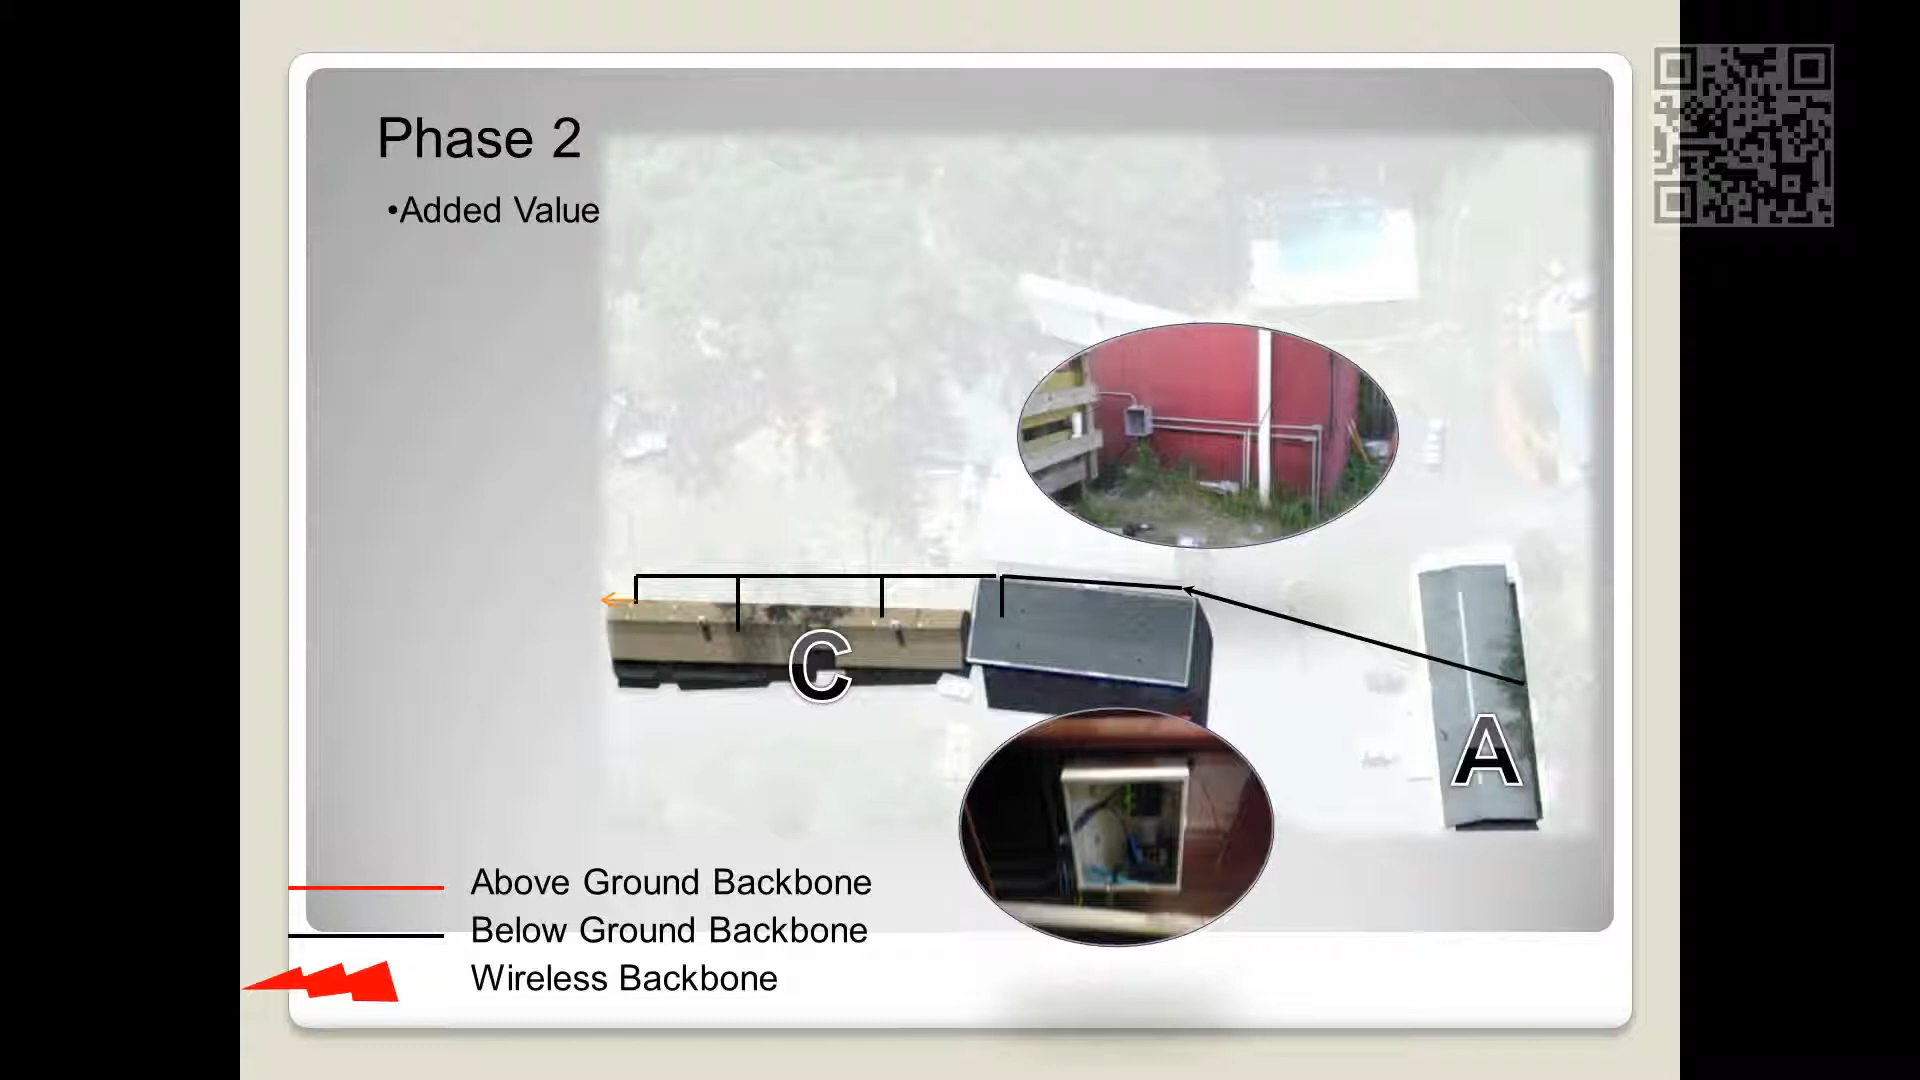 Phase 2
•Added Value
C
A
Above Ground Backbone
Below Ground Backbone
Wireless Backbone